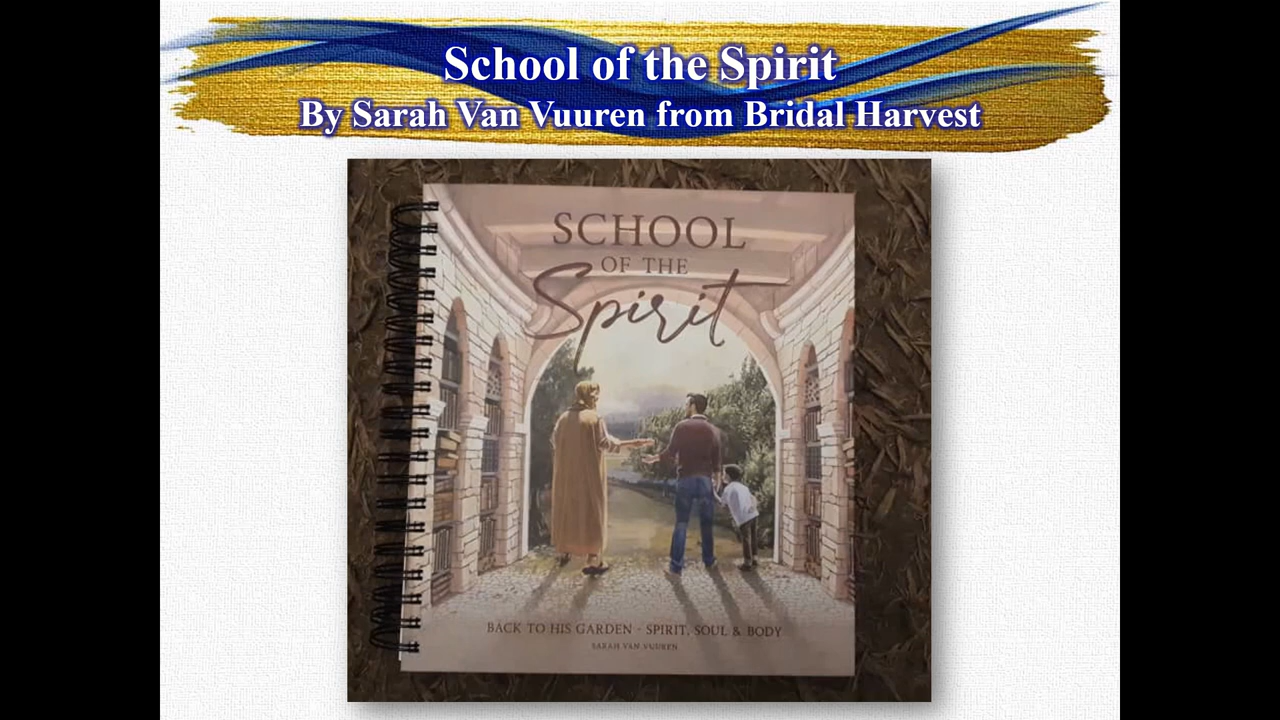 School of the Spirit
By Sarah Van Vuuren from Bridal Harvest
SCHOOL
OF THE
Spirit
BACK TO HIS GARDEN - SPIRIT, SOUL & BODY
SARAH VAN VUUREN